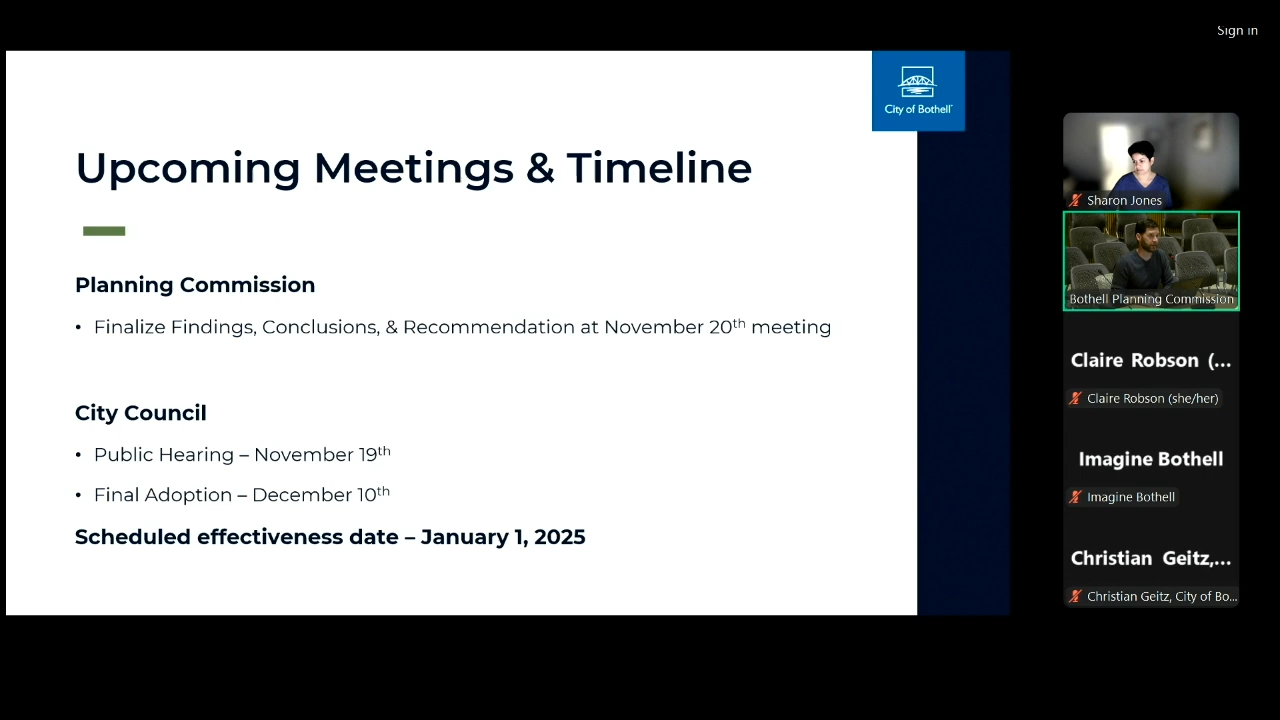 Sign in
City of Bothell
Upcoming Meetings & Timeline
Planning Commission
• Finalize Findings, Conclusions, & Recommendation at November 20th meeting
City Council
• Public Hearing – November 19th
• Final Adoption – December 10th
Scheduled effectiveness date – January 1, 2025
Sharon Jones
Bothell Planning Commission
Claire Robson (...
Claire Robson (she/her)
Imagine Bothell
Imagine Bothell
Christian Geitz,...
Christian Geitz, City of Bo...